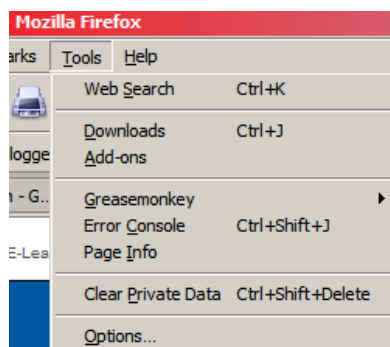 Mozilla Firefox
arks Tools Help
Web Search Ctrl+K
Downloads Ctrl+J
logge
Add-ons
n - G..
Greasemonkey
Error Console Ctrl+Shift+J
E-Lea
Page Info
Clear Private Data Ctrl+Shift+Delete
Options...